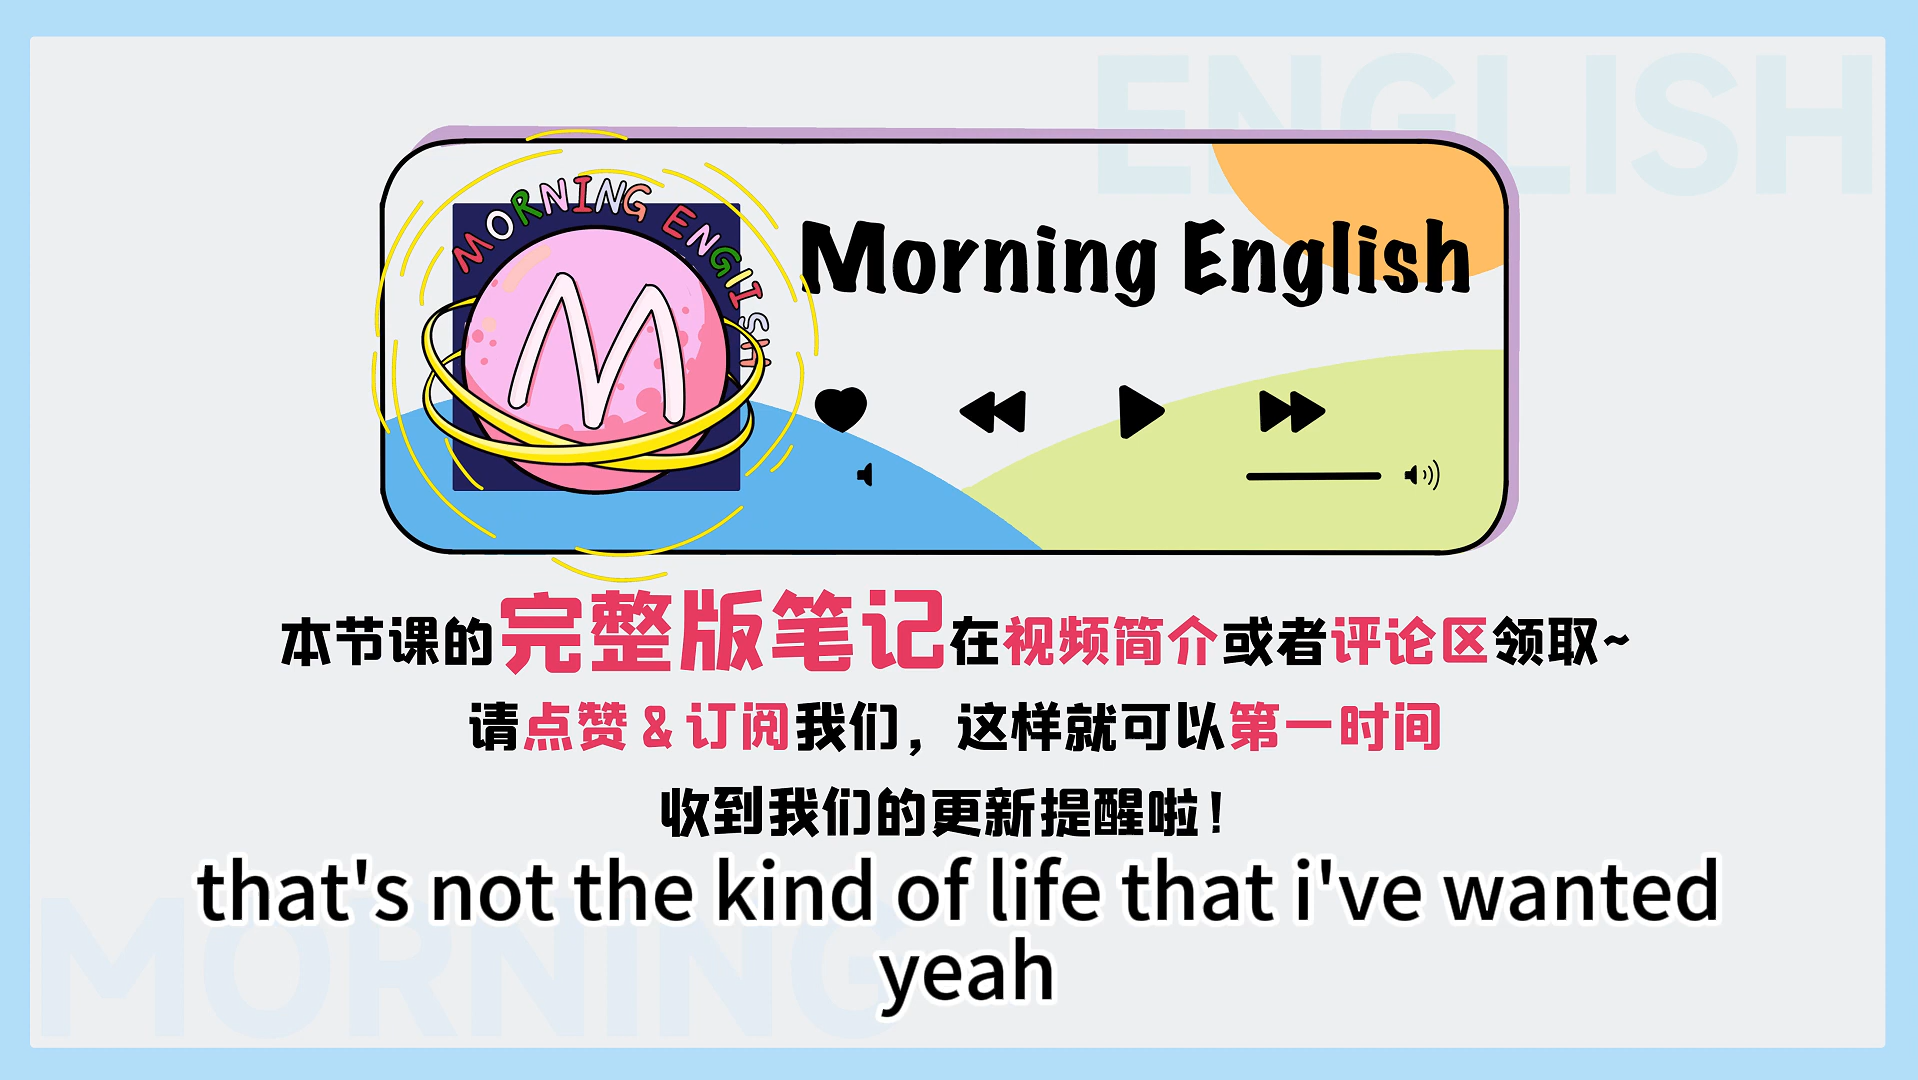 ENGLISH
MORNING ENGlISH
M
Morning English
本节课的完整版笔记在视频简介或者评论区领取~
请点赞&订阅我们，这样就可以第一时间
收到我们的更新提醒啦！
that's not the kind of life that i've wanted
yeah
MORNING